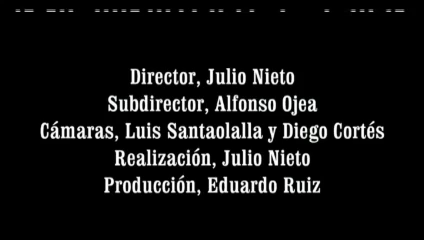 Director, Julio Nieto
Subdirector, Alfonso Ojea
Cámaras, Luis Santaolalla y Diego Cortés
Realización, Julio Nieto
Producción, Eduardo Ruiz